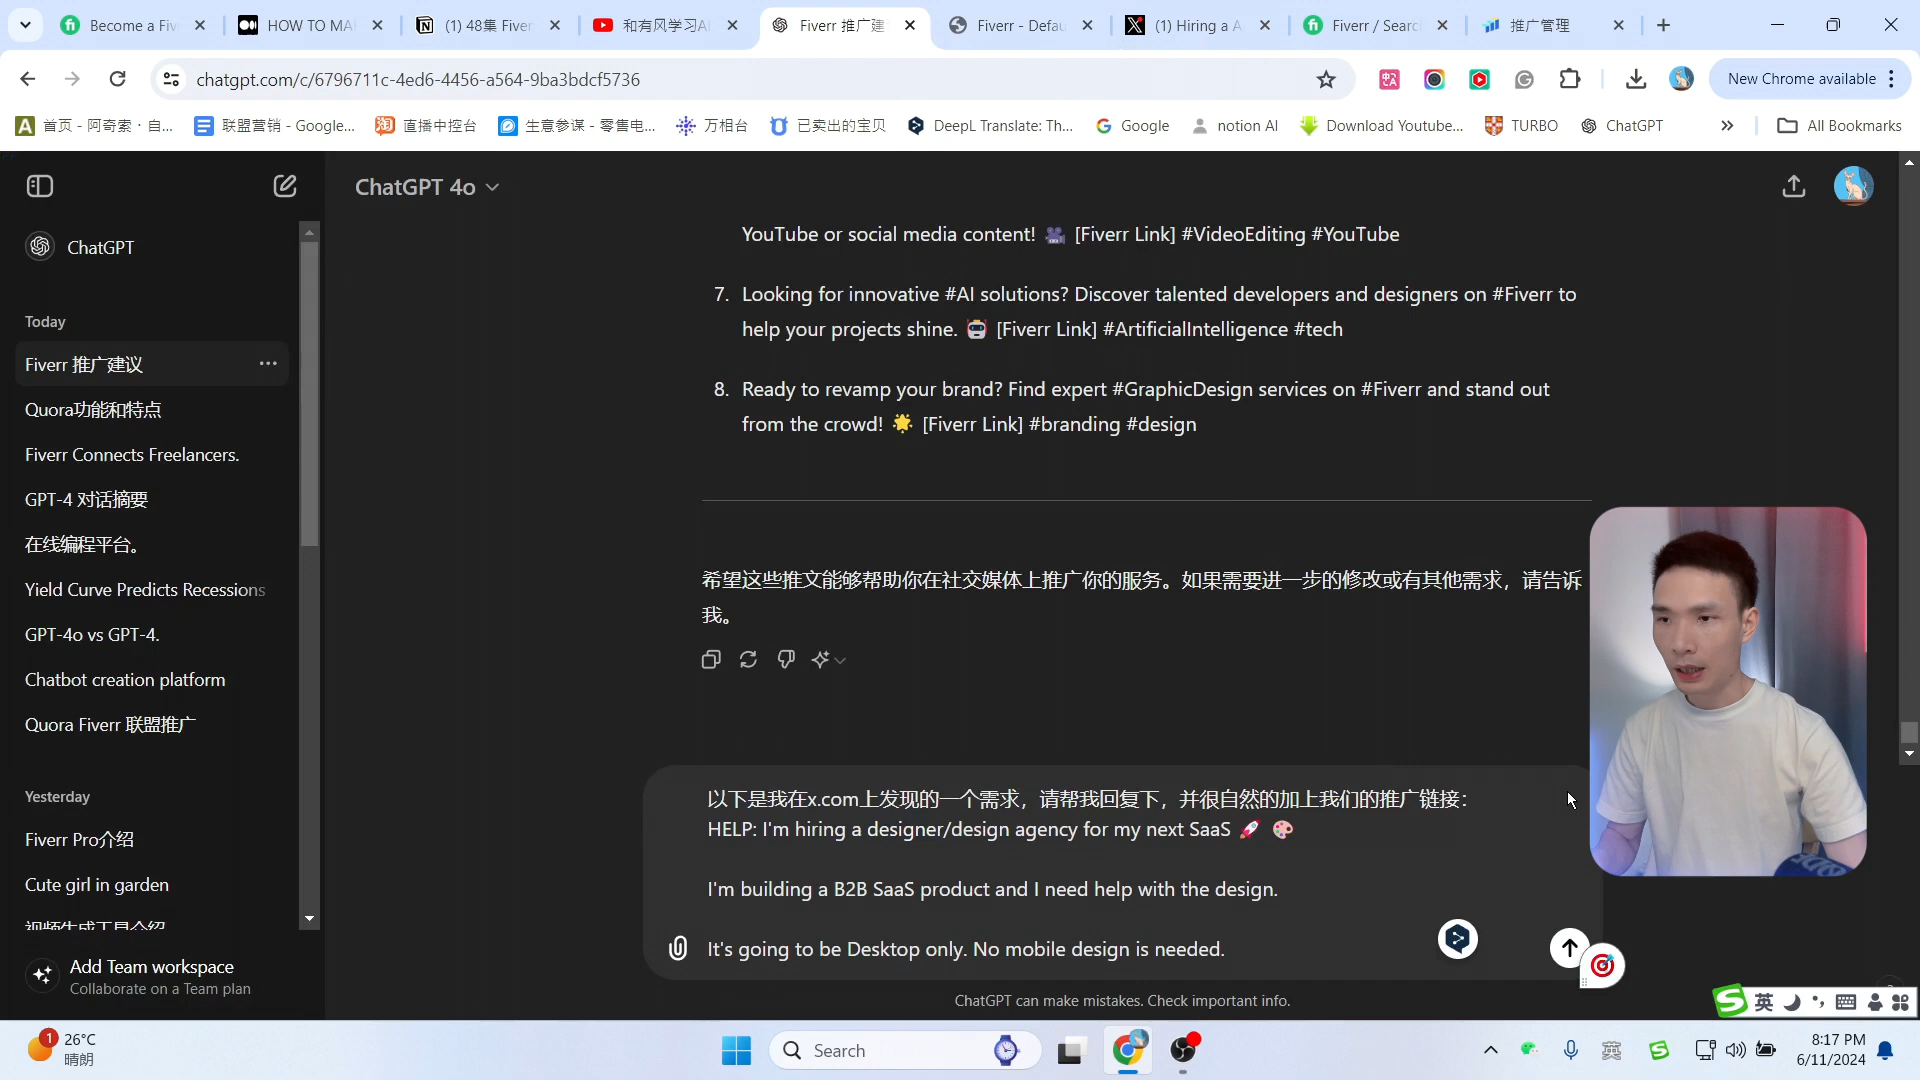 Become a Fiv
HOW TO MA
(1) 48集 Fiver
和有风学习AI
Fiverr 推广建
Fiverr - Defau
(1) Hiring a A
Fiverr / Searc
推广管理
chatgpt.com/c/6796711c-4ed6-4456-a564-9ba3bdcf5736
New Chrome available
首页 - 阿奇索 · 自...
联盟营销 - Google...
直播中控台
生意参谋 - 零售电...
万相台
已卖出的宝贝
DeepL Translate: Th...
Google
notion AI
Download Youtube...
TURBO
ChatGPT
All Bookmarks
ChatGPT
Today
Fiverr 推广建议
Quora功能和特点
Fiverr Connects Freelancers.
GPT-4 对话摘要
在线编程平台。
Yield Curve Predicts Recessions
GPT-4o vs GPT-4.
Chatbot creation platform
Quora Fiverr 联盟推广
Yesterday
Fiverr Pro介绍
Cute girl in garden
视频生成工具介绍
Add Team workspace
Collaborate on a Team plan
ChatGPT 4o
YouTube or social media content! 🎥 [Fiverr Link] #VideoEditing #YouTube
7. Looking for innovative #AI solutions? Discover talented developers and designers on #Fiverr to
help your projects shine. 🤖 [Fiverr Link] #ArtificialIntelligence #tech
8. Ready to revamp your brand? Find expert #GraphicDesign services on #Fiverr and stand out
from the crowd! 🌟 [Fiverr Link] #branding #design
希望这些推文能够帮助你在社交媒体上推广你的服务。如果需要进一步的修改或有其他需求，请告诉
我。
以下是我在x.com上发现的一个需求，请帮我回复下，并很自然的加上我们的推广链接：
HELP: I'm hiring a designer/design agency for my next SaaS 🚀 🎨
I'm building a B2B SaaS product and I need help with the design.
It's going to be Desktop only. No mobile design is needed.
ChatGPT can make mistakes. Check important info.
英
1
26°C
晴朗
Search
英
8:17 PM
6/11/2024